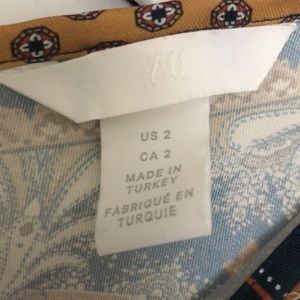 H&M
US 2
CA 2
MADE IN
TURKEY
FABRIQUÉ EN
TURQUIE